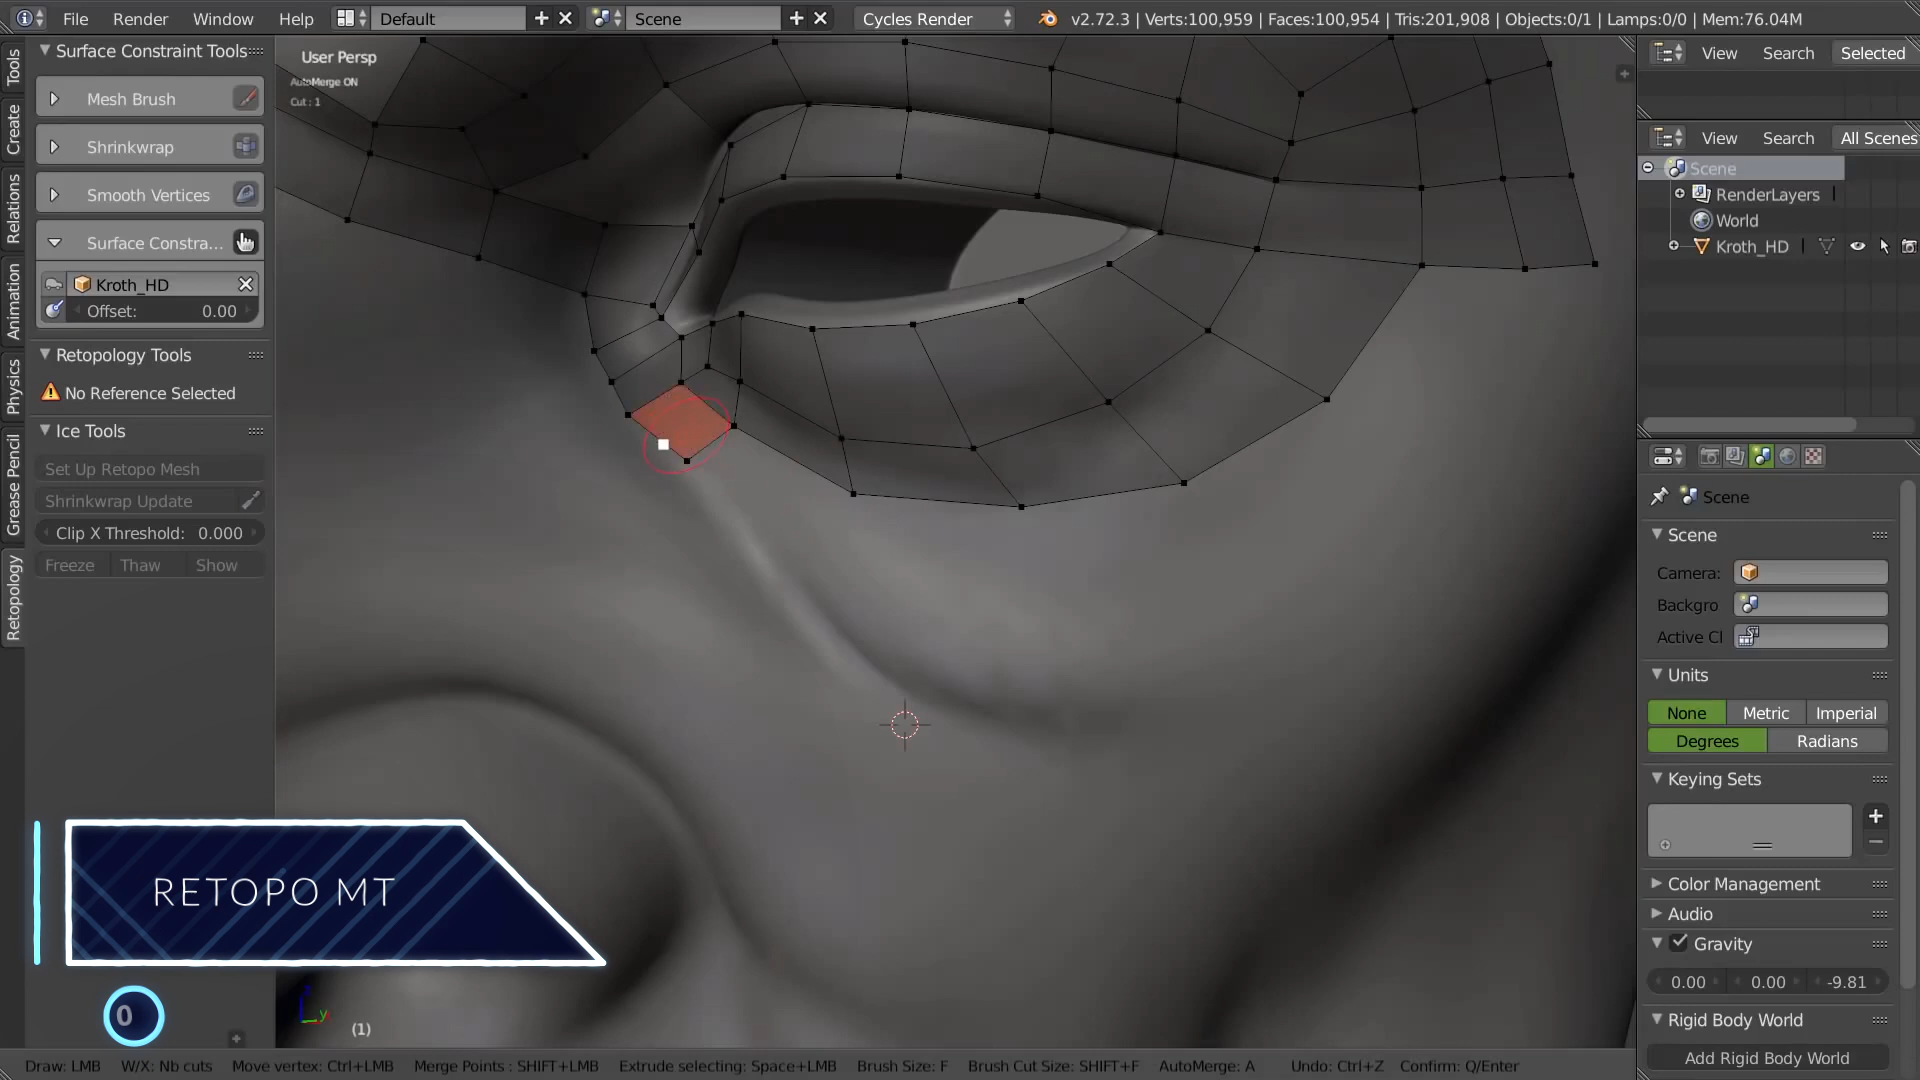 File Render Window Help Default Scene Cycles Render v2.72.3 | Verts:100,959 | Faces:100,954 | Tris:201,908 | Objects:0/1 | Lamps:0/0 | Mem:76.04M
Tools
Create
Relations
Animation
Physics
Grease Pencil
Retopology
Surface Constraint Tools
Mesh Brush
Shrinkwrap
Smooth Vertices
Surface Constra...
Kroth_HD
Offset: 0.00
Retopology Tools
No Reference Selected
Ice Tools
Set Up Retopo Mesh
Shrinkwrap Update
Clip X Threshold: 0.000
Freeze Thaw Show
User Persp
AutoMerge ON
Cut : 1
RETOPO MT
0
y
(1)
View Search Selected
View Search All Scenes
Scene
RenderLayers
World
Kroth_HD
Scene
Scene
Camera:
Backgro
Active Cl
Units
None Metric Imperial
Degrees Radians
Keying Sets
Color Management
Audio
Gravity
0.00 0.00 -9.81
Rigid Body World
Add Rigid Body World
Draw: LMB W/X: Nb cuts Move vertex: Ctrl+LMB Merge Points : SHIFT+LMB Extrude selecting: Space+LMB Brush Size: F Brush Cut Size: SHIFT+F AutoMerge: A Undo: Ctrl+Z Confirm: Q/Enter